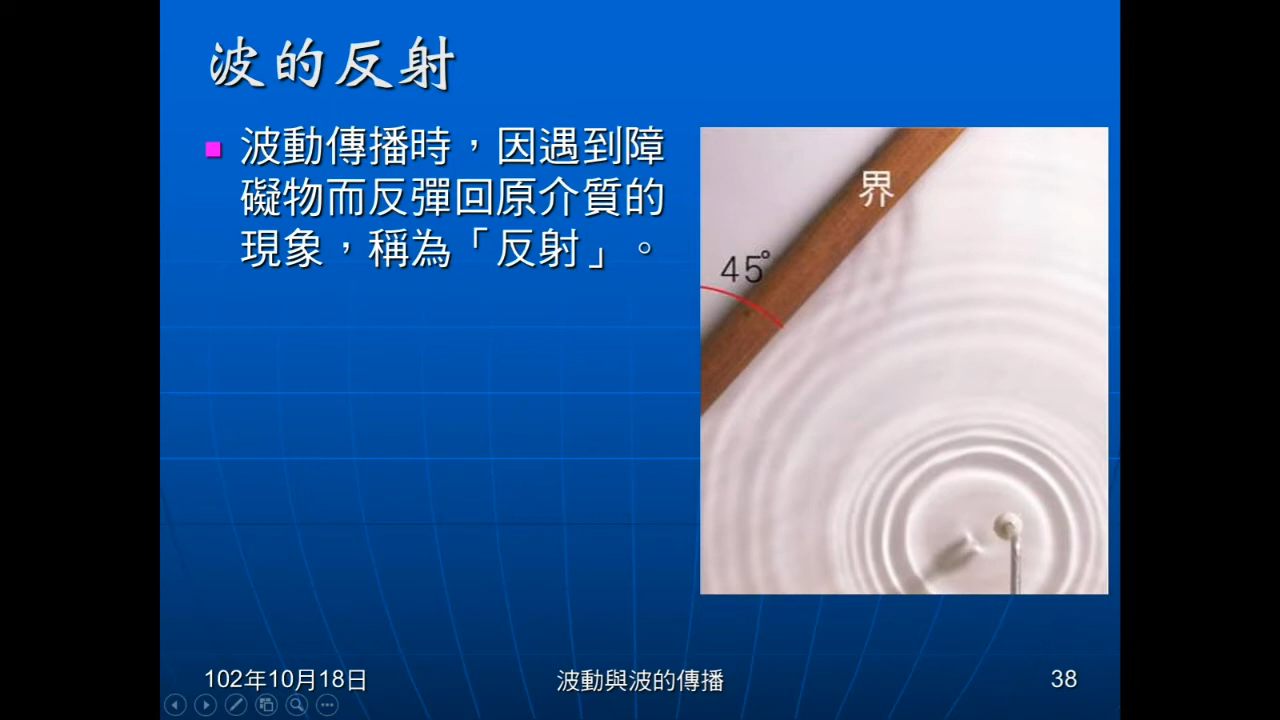 波的反射
波動傳播時，因遇到障
礙物而反彈回原介質的
現象，稱為「反射」。
界
45°
102年10月18日
波動與波的傳播
38